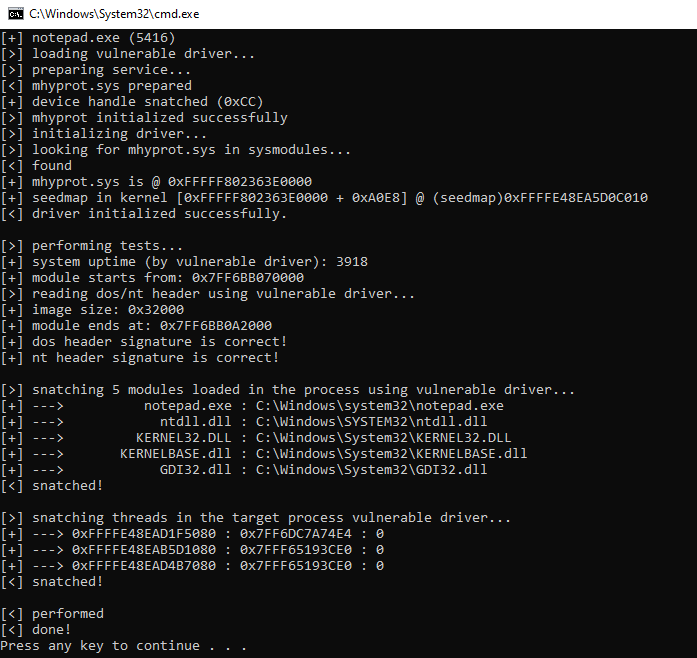 C:\Windows\System32\cmd.exe
[+] notepad.exe (5416)
[>] loading vulnerable driver...
[>] preparing service...
[<] mhyprot.sys prepared
[+] device handle snatched (0xCC)
[>] mhyprot initialized successfully
[>] initializing driver...
[>] looking for mhyprot.sys in sysmodules...
[<] found
[+] mhyprot.sys is @ 0xFFFFF802363E0000
[+] seedmap in kernel [0xFFFFF802363E0000 + 0xA0E8] @ (seedmap)0xFFFFE48EA5D0C010
[<] driver initialized successfully.
[>] performing tests...
[+] system uptime (by vulnerable driver): 3918
[+] module starts from: 0x7FF6BB070000
[>] reading dos/nt header using vulnerable driver...
[+] image size: 0x32000
[+] module ends at: 0x7FF6BB0A2000
[+] dos header signature is correct!
[+] nt header signature is correct!
[>] snatching 5 modules loaded in the process using vulnerable driver...
[+] ---> notepad.exe : C:\Windows\system32\notepad.exe
[+] ---> ntdll.dll : C:\Windows\SYSTEM32\ntdll.dll
[+] ---> KERNEL32.DLL : C:\Windows\System32\KERNEL32.DLL
[+] ---> KERNELBASE.dll : C:\Windows\System32\KERNELBASE.dll
[+] ---> GDI32.dll : C:\Windows\System32\GDI32.dll
[<] snatched!
[>] snatching threads in the target process vulnerable driver...
[+] ---> 0xFFFFE48EAD1F5080 : 0x7FF6DC7A74E4 : 0
[+] ---> 0xFFFFE48EAB5D1080 : 0x7FFF65193CE0 : 0
[+] ---> 0xFFFFE48EAD4B7080 : 0x7FFF65193CE0 : 0
[<] snatched!
[<] performed
[<] done!
Press any key to continue . . .